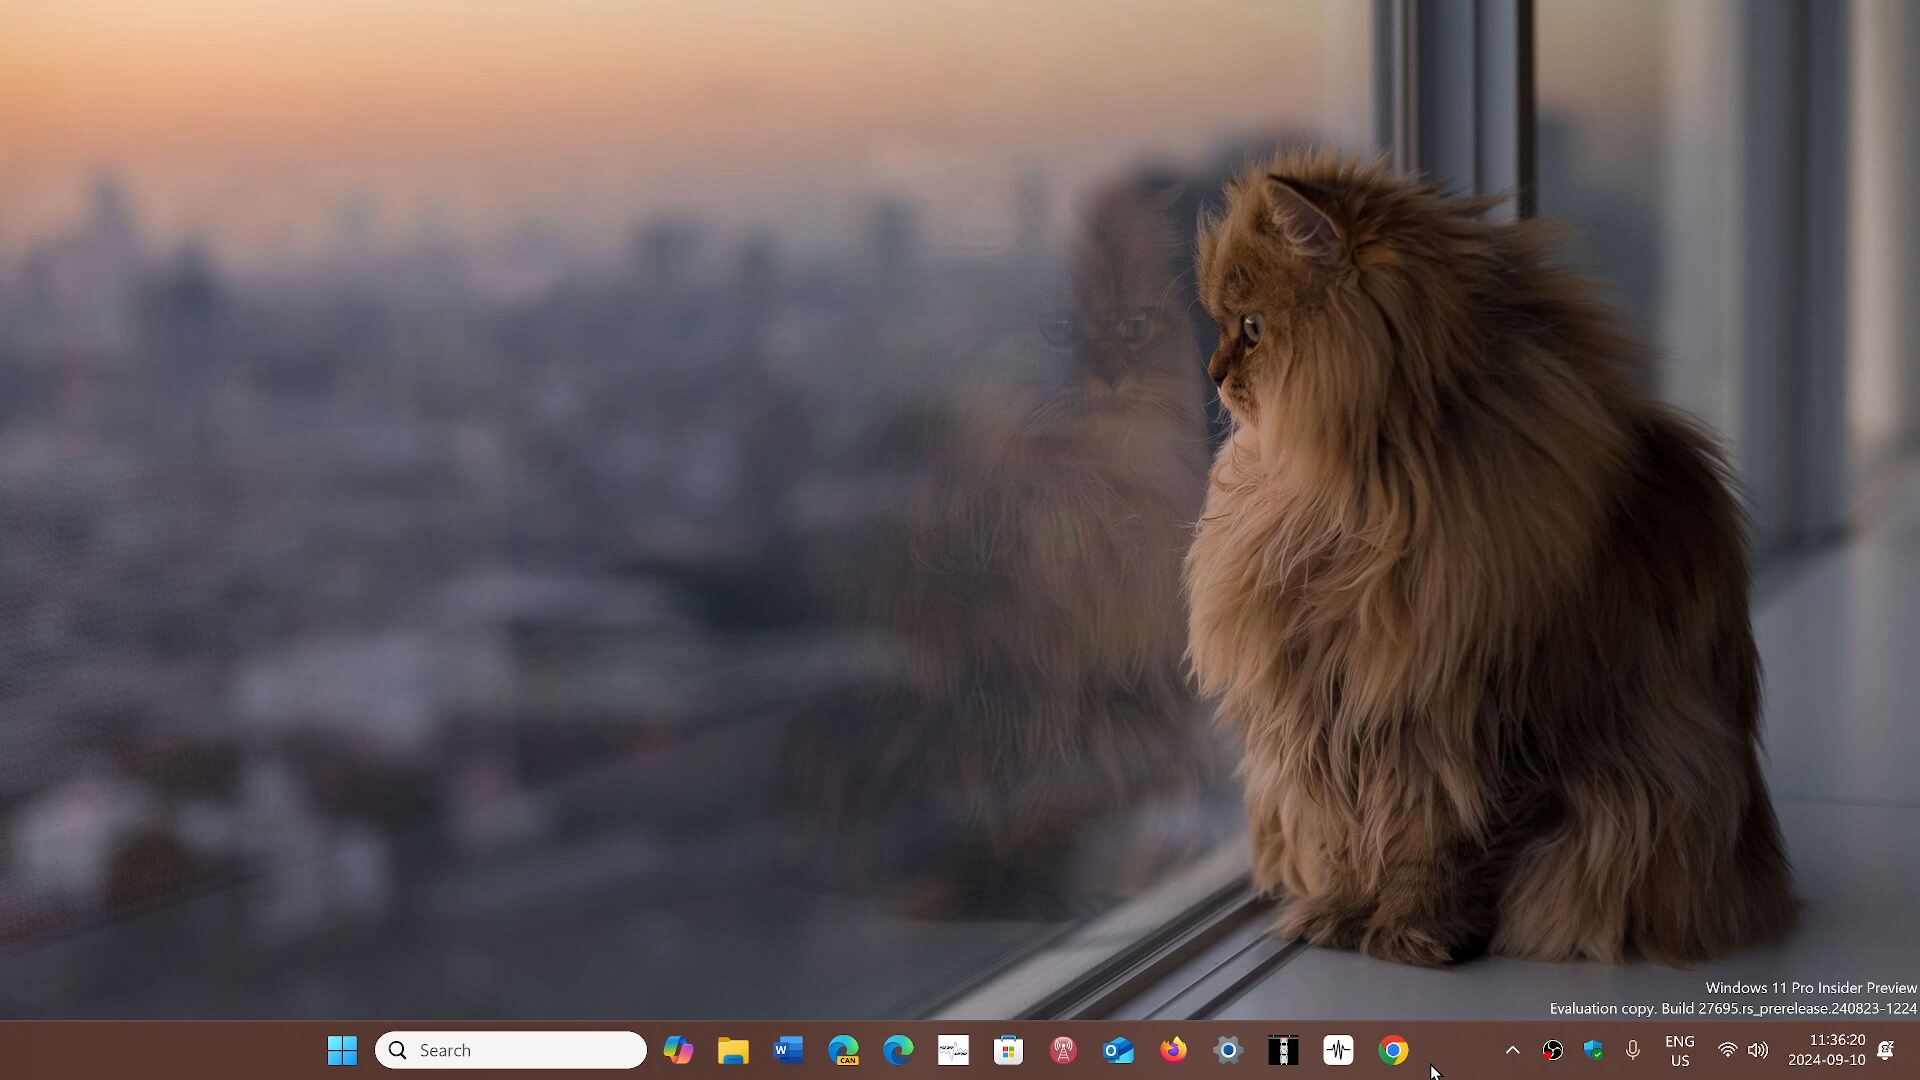 Windows 11 Pro Insider Preview
Evaluation copy. Build 27695.rs_prerelease.240823-1224
Search
W
CAN
ENG
US
11:36:20
2024-09-10